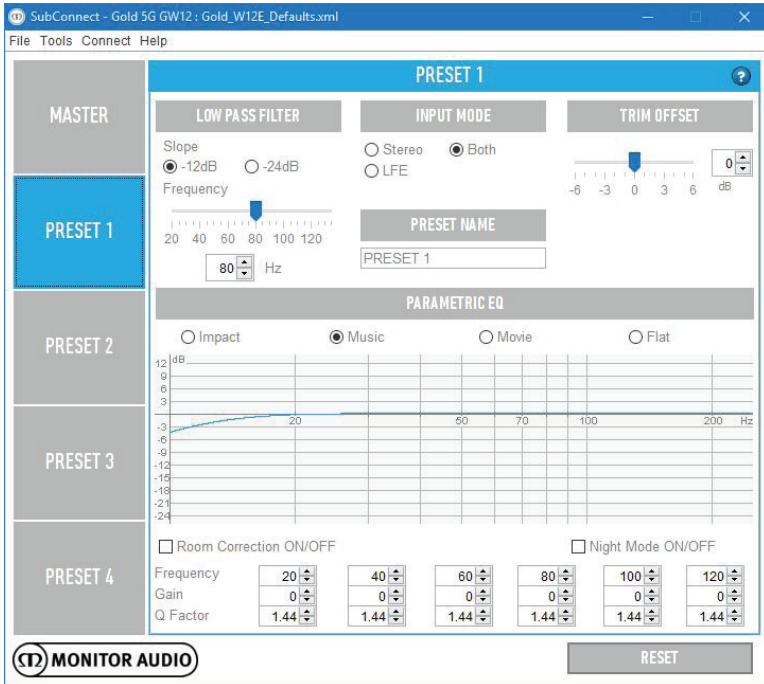 SubConnect - Gold 5G GW12 : Gold_W12E_Defaults.xml
File Tools Connect Help
MASTER
PRESET 1
PRESET 2
PRESET 3
PRESET 4
PRESET 1
?
LOW PASS FILTER
Slope
-12dB -24dB
Frequency
20 40 60 80 100 120
80 Hz
INPUT MODE
Stereo Both
LFE
PRESET NAME
PRESET 1
TRIM OFFSET
-6 -3 0 3 6
0
dB
PARAMETRIC EQ
Impact Music Movie Flat
dB
12
9
6
3
20 50 70 100 200 Hz
-3
-6
-9
-12
-15
-18
-21
-24
Room Correction ON/OFF Night Mode ON/OFF
Frequency 20 40 60 80 100 120
Gain 0 0 0 0 0 0
Q Factor 1.44 1.44 1.44 1.44 1.44 1.44
MONITOR AUDIO
RESET